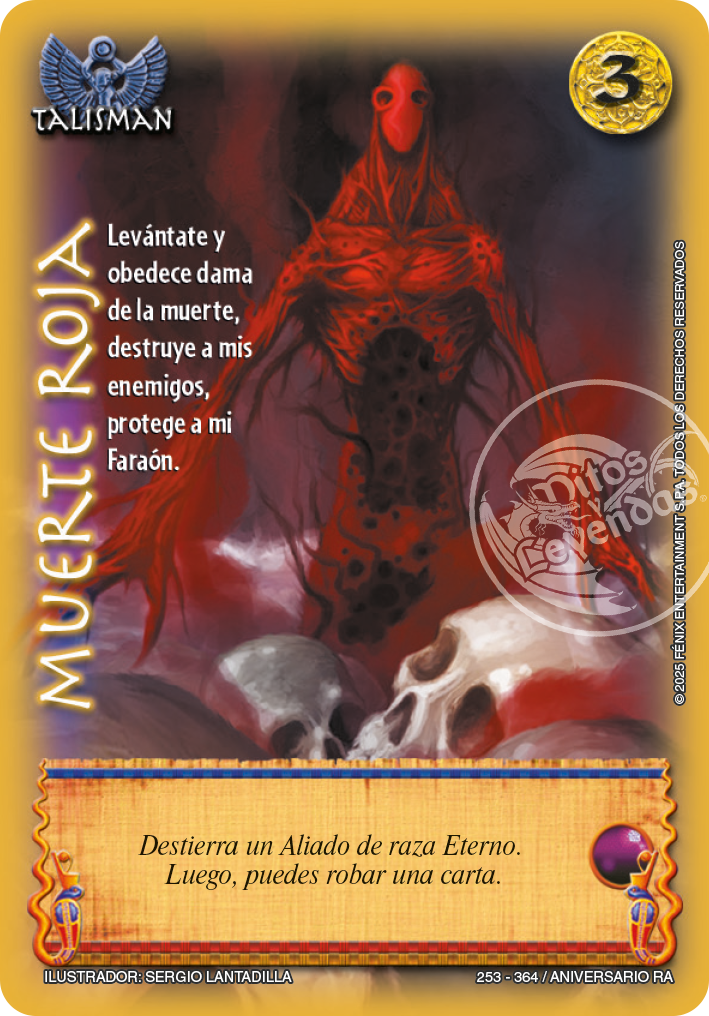 TALISMAN
3
MUERTE ROJA
Levántate y
obedece dama
de la muerte,
destruye a mis
enemigos,
protege a mi
Faraón.
© 2025 FÉNIX ENTERTAINMENT S.P.A. TODOS LOS DERECHOS RESERVADOS
Mitos
y
Leyendas
Destierra un Aliado de raza Eterno.
Luego, puedes robar una carta.
ILUSTRADOR: SERGIO LANTADILLA
253 - 364 / ANIVERSARIO RA